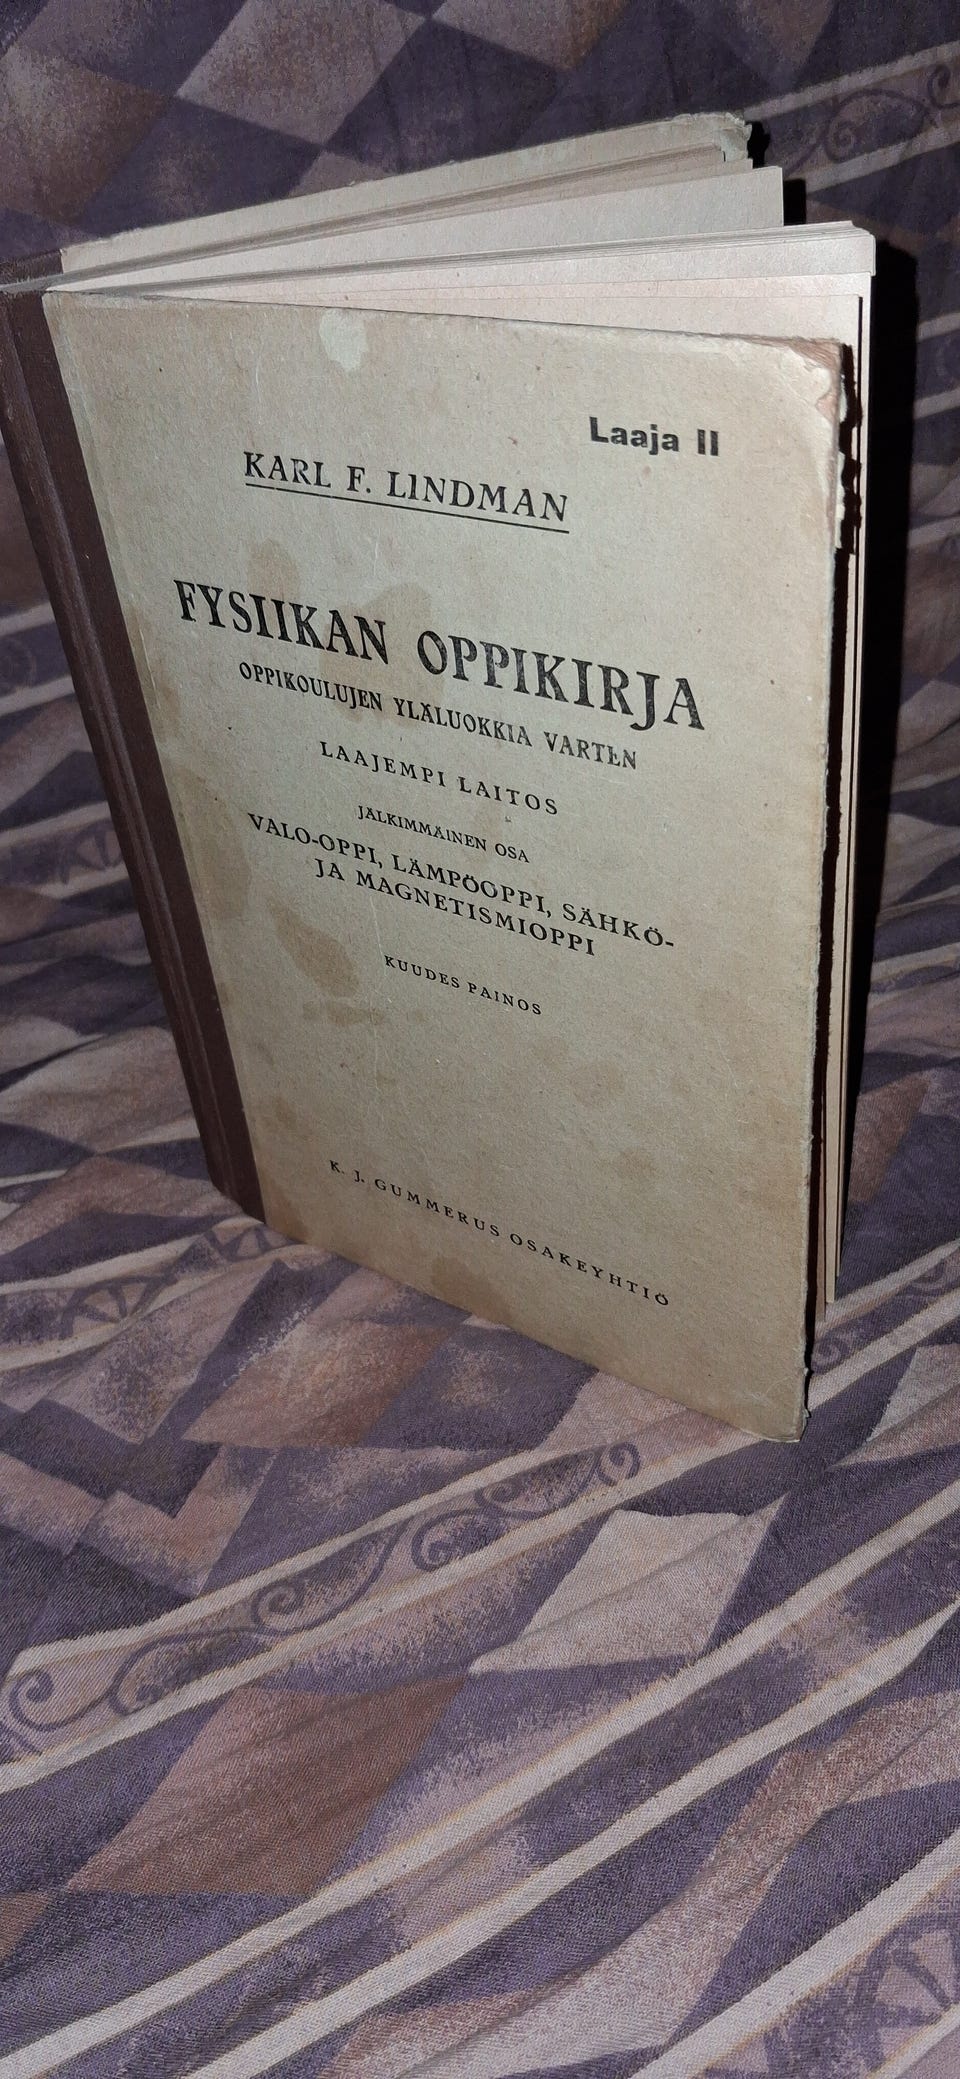 Laaja II
KARL F. LINDMAN
FYSIIKAN OPPIKIRJA
OPPIKOULUJEN YLÄLUOKKIA VARTEN
LAAJEMPI LAITOS
JÄLKIMMÄINEN OSA
VALO-OPPI, LÄMPÖOPPI, SÄHKÖ-
JA MAGNETISMIOPPI
KUUDES PAINOS
K. J. GUMMERUS OSAKEYHTIÖ